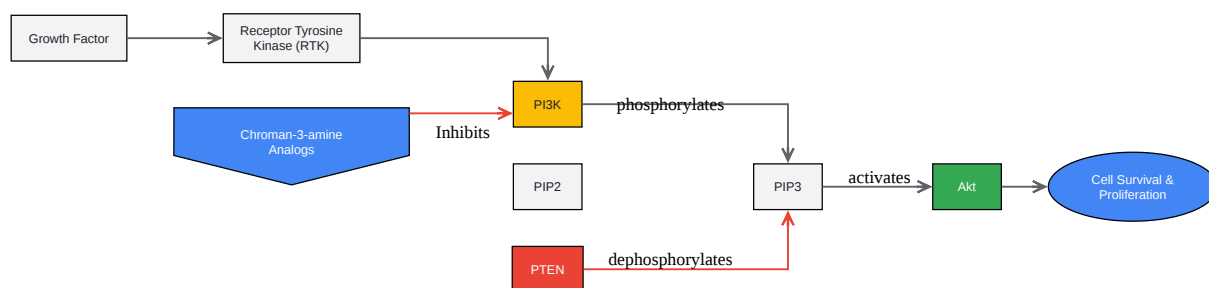 Growth Factor
Receptor Tyrosine
Kinase (RTK)
PI3K
phosphorylates
Chroman-3-amine
Analogs
Inhibits
PIP2
PIP3
activates
Akt
Cell Survival &
Proliferation
PTEN
dephosphorylates